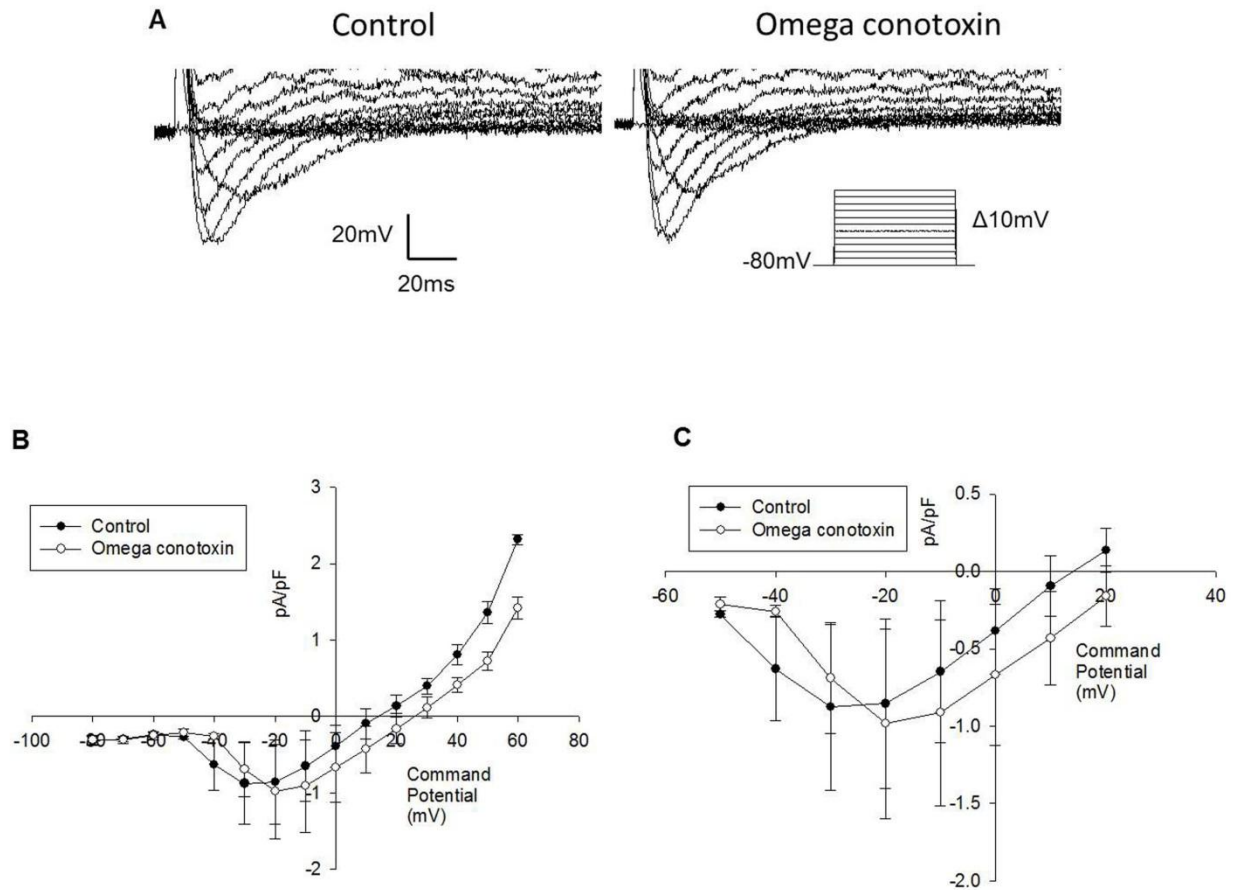 A
Control
Omega conotoxin
20mV
20ms
Δ10mV
-80mV
B
Control
Omega conotoxin
pA/pF
3
2
1
0
-1
-2
-100
-80
-60
-40
-20
0
20
40
60
80
Command
Potential
(mV)
C
Control
Omega conotoxin
pA/pF
0.5
0.0
-0.5
-1.0
-1.5
-2.0
-60
-40
-20
0
20
40
Command
Potential
(mV)